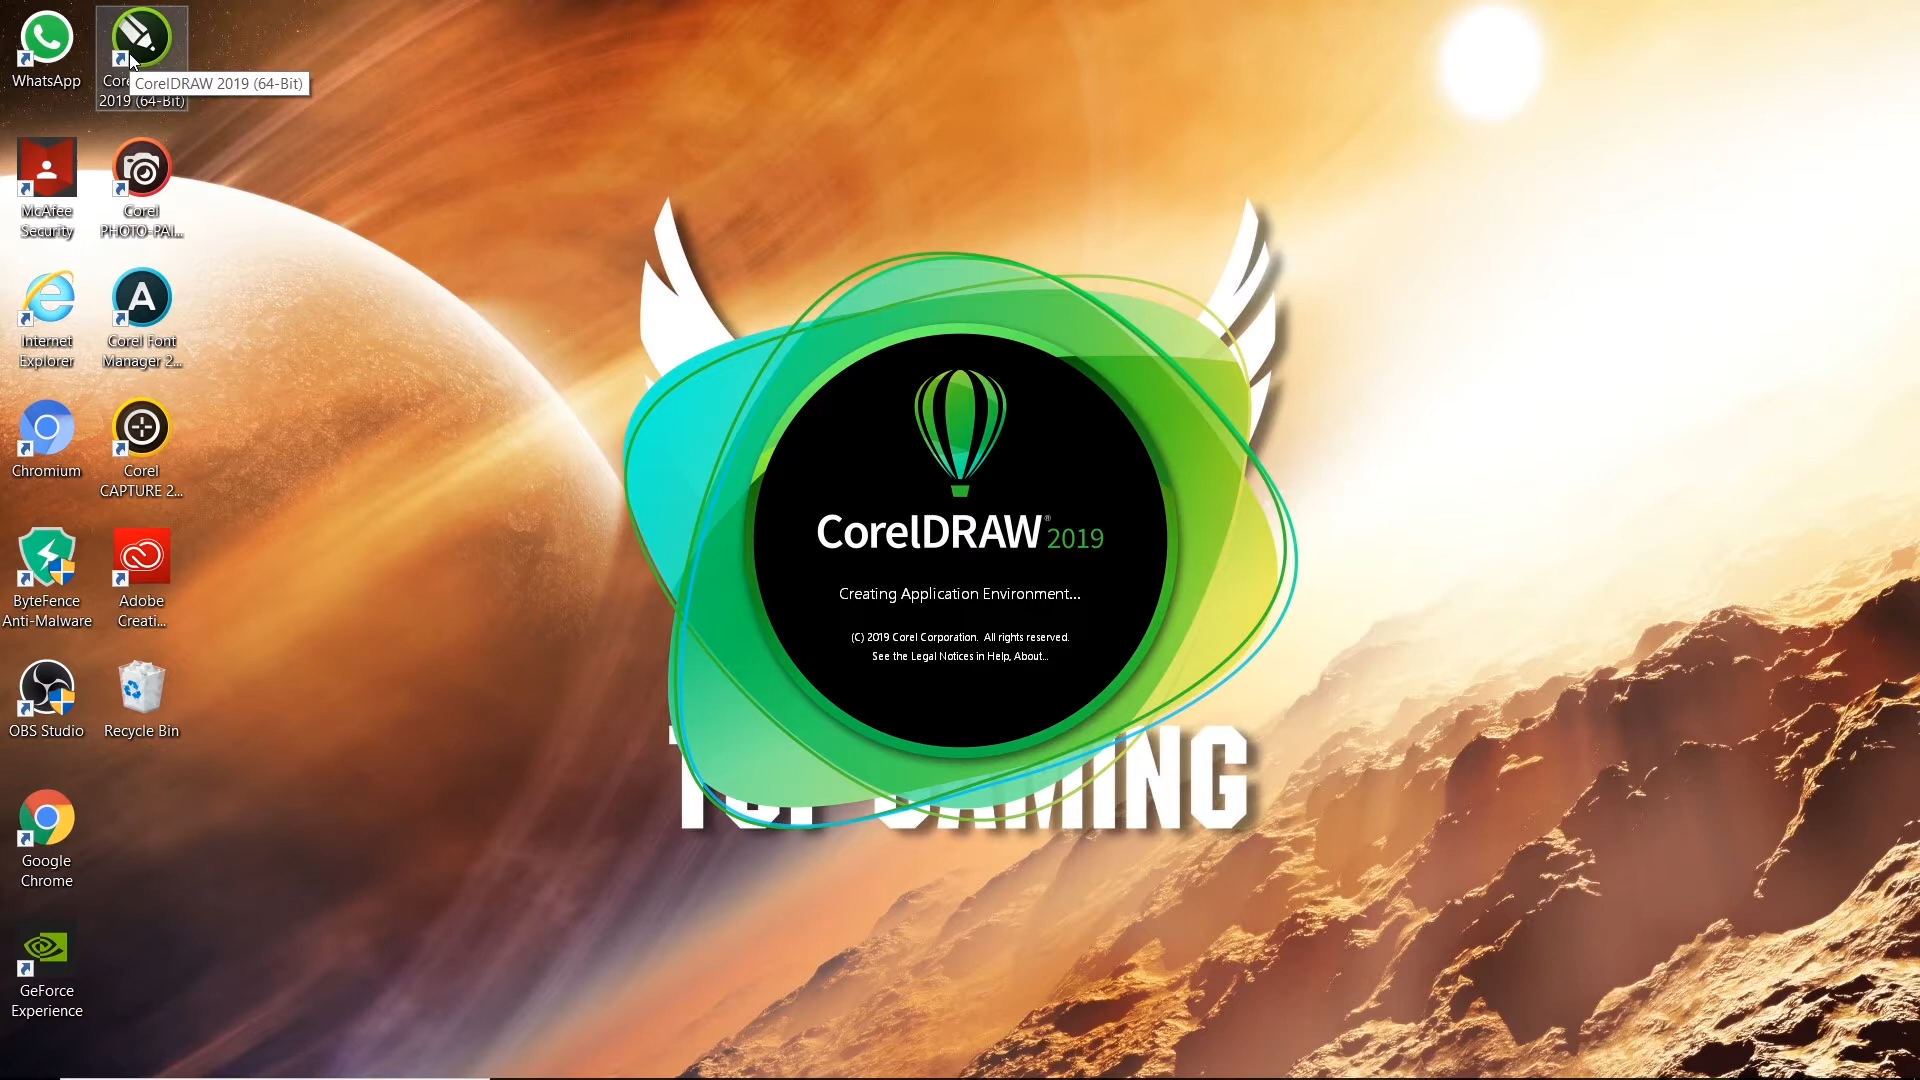 WhatsApp
CorelDRAW 2019 (64-Bit)
2019 (64-Bit)
McAfee
Security
Corel
PHOTO-PAI...
Internet
Explorer
Corel Font
Manager 2...
Chromium
Corel
CAPTURE 2...
ByteFence
Anti-Malware
Adobe
Creati...
OBS Studio
Recycle Bin
Google
Chrome
GeForce
Experience
CorelDRAW® 2019
Creating Application Environment...
(C) 2019 Corel Corporation. All rights reserved.
See the Legal Notices in Help, About...
GAMING